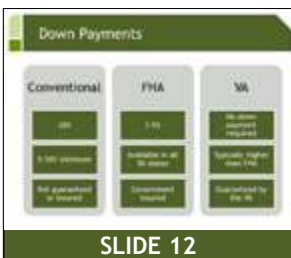 Down Payments
Conventional
FHA
VA
No down
payment
required
Available in all
50 states
Typically higher
than FHA
Not guaranteed
or insured
Government
insured
Guaranteed by
the VA
SLIDE 12